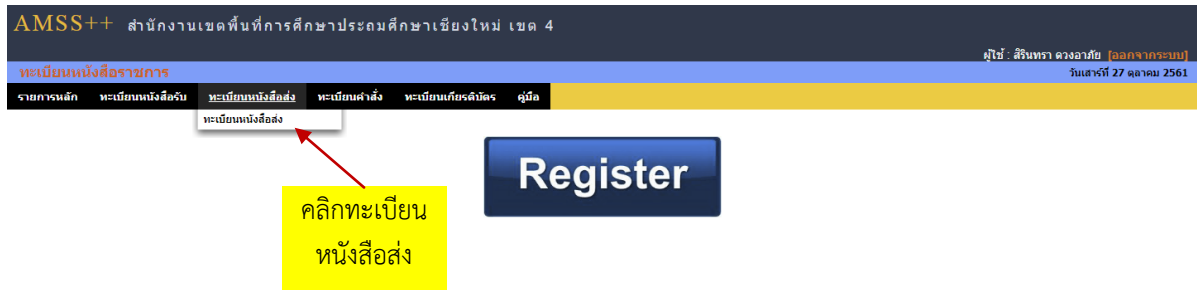 AMSS++ สำนักงานเขตพื้นที่การศึกษาประถมศึกษาเชียงใหม่ เขต 4
ผู้ใช้ : สิรินทรา ดวงอาภัย [ออกจากระบบ]
ทะเบียนหนังสือราชการ วันเสาร์ที่ 27 ตุลาคม 2561
รายการหลัก ทะเบียนหนังสือรับ ทะเบียนหนังสือส่ง ทะเบียนคำสั่ง ทะเบียนเกียรติบัตร คู่มือ
ทะเบียนหนังสือส่ง
Register
คลิกทะเบียน
หนังสือส่ง